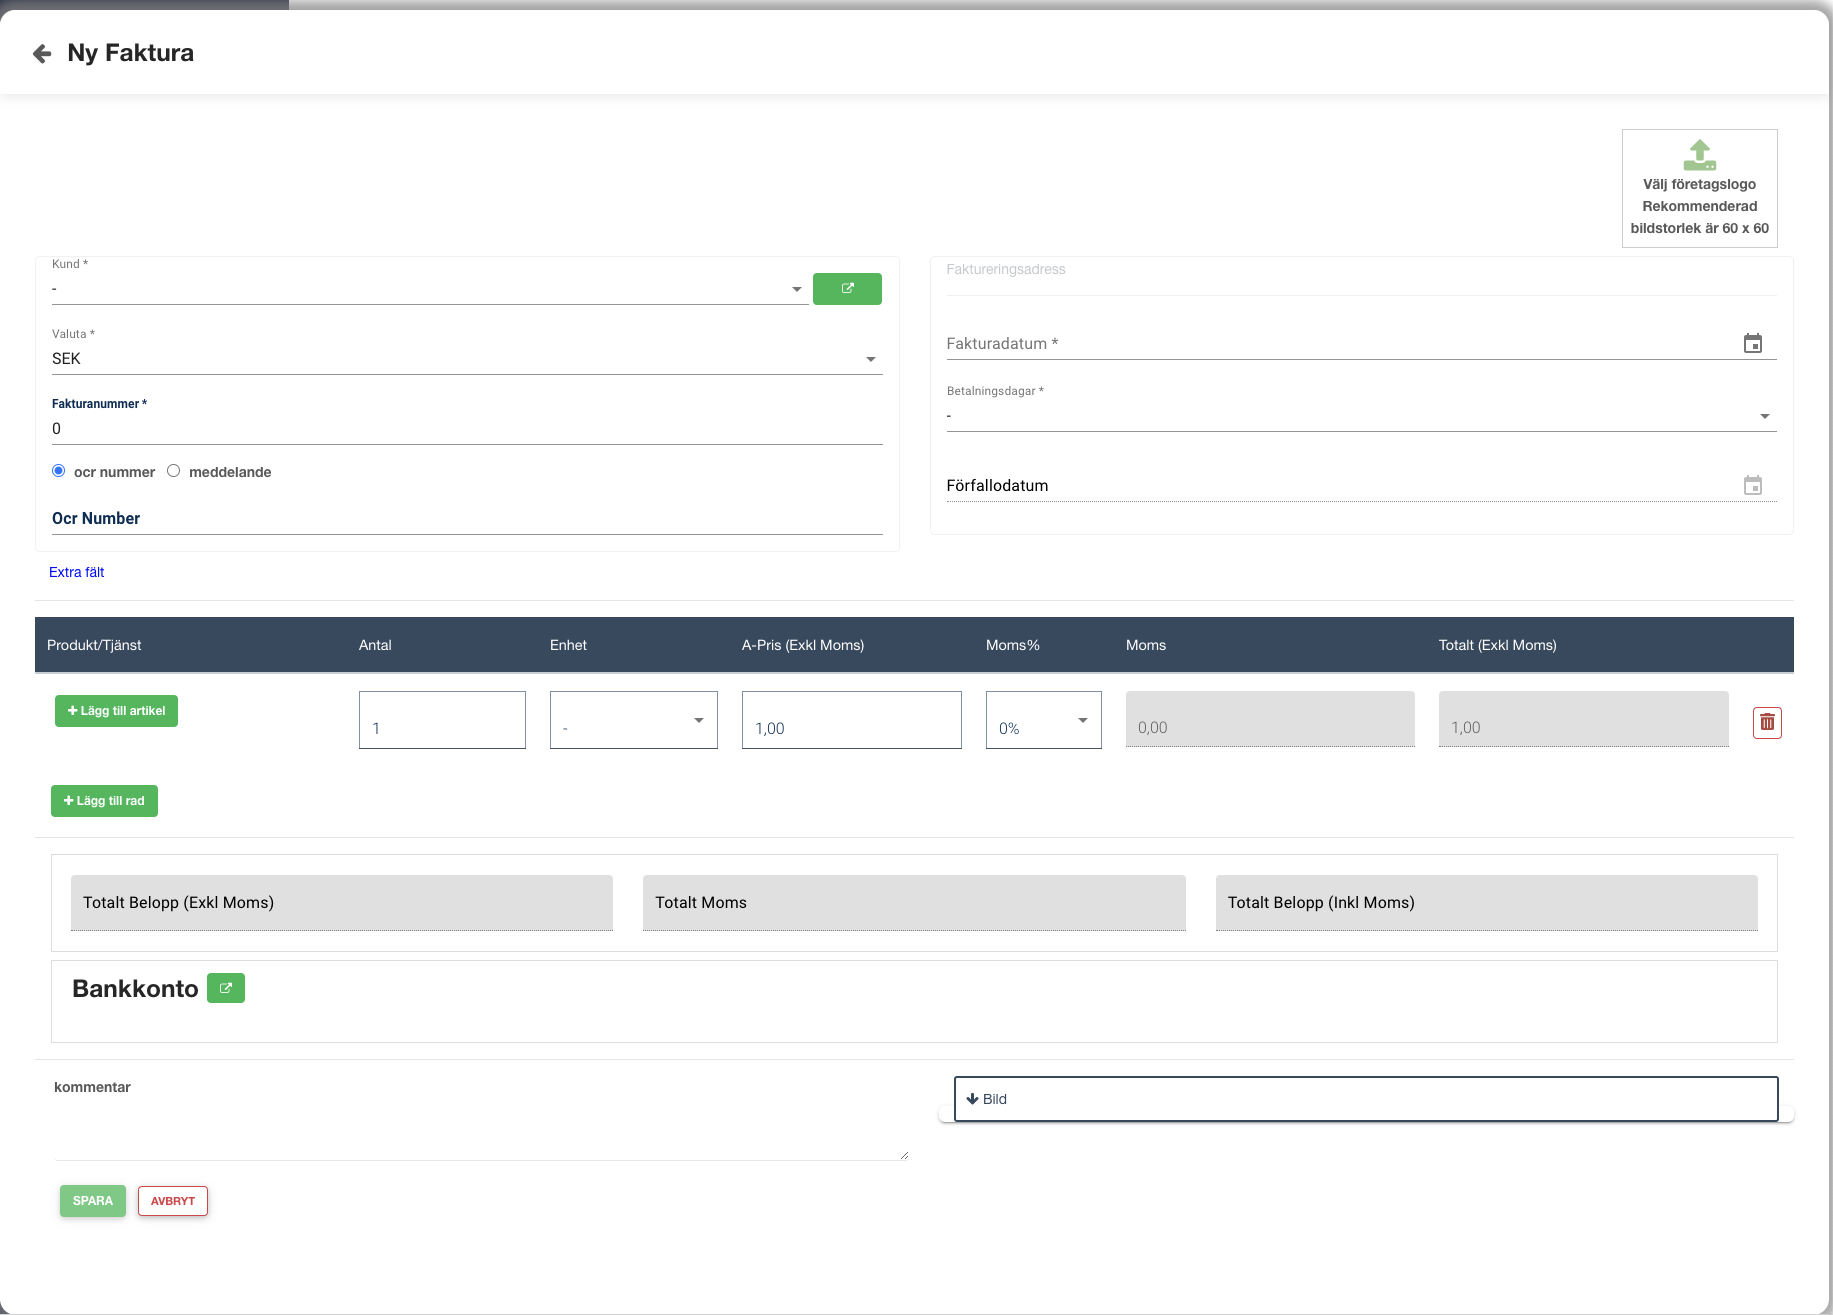 Ny Faktura
Välj företagslogo
Rekommenderad
bildstorlek är 60 x 60
Kund *
-
Valuta *
SEK
Fakturanummer *
0
ocr nummer meddelande
Ocr Number
Faktureringsadress
Fakturadatum *
Betalningsdagar *
-
Förfallodatum
Extra fält
Produkt/Tjänst Antal Enhet A-Pris (Exkl Moms) Moms% Moms Totalt (Exkl Moms)
+ Lägg till artikel 1 - 1,00 0% 0,00 1,00
+ Lägg till rad
Totalt Belopp (Exkl Moms) Totalt Moms Totalt Belopp (Inkl Moms)
Bankkonto
kommentar
Bild
SPARA AVBRYT